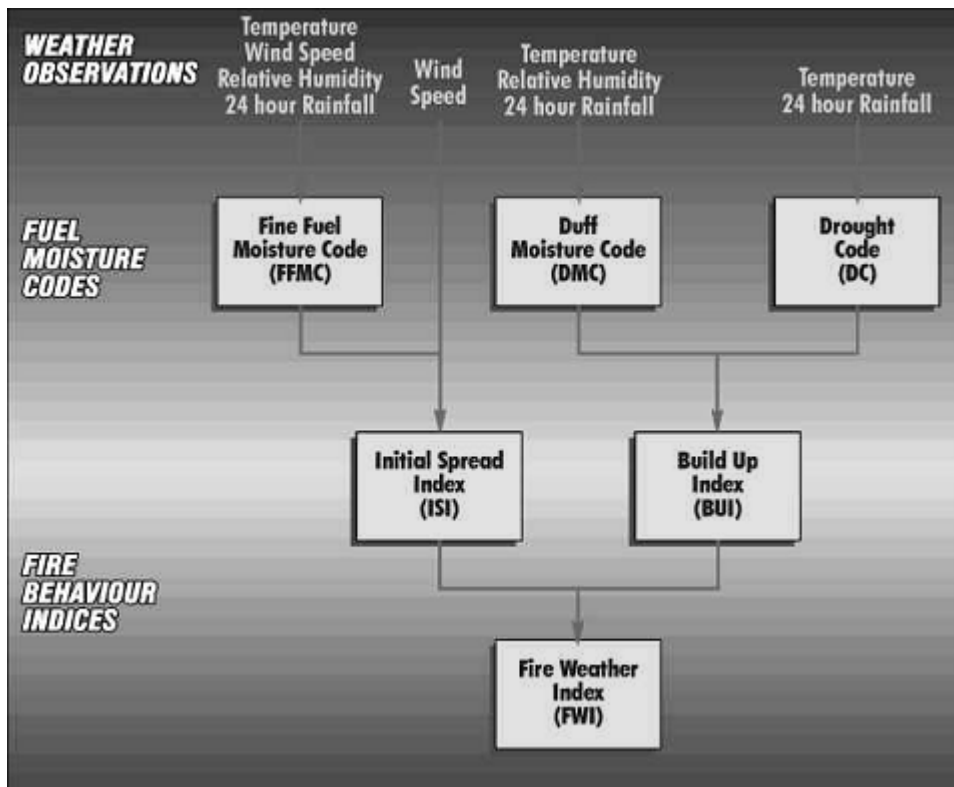 WEATHER
OBSERVATIONS
Temperature
Wind Speed
Relative Humidity
24 hour Rainfall
Wind
Speed
Temperature
Relative Humidity
24 hour Rainfall
Temperature
24 hour Rainfall
FUEL
MOISTURE
CODES
Fine Fuel
Moisture Code
(FFMC)
Duff
Moisture Code
(DMC)
Drought
Code
(DC)
Initial Spread
Index
(ISI)
Build Up
Index
(BUI)
FIRE
BEHAVIOUR
INDICES
Fire Weather
Index
(FWI)